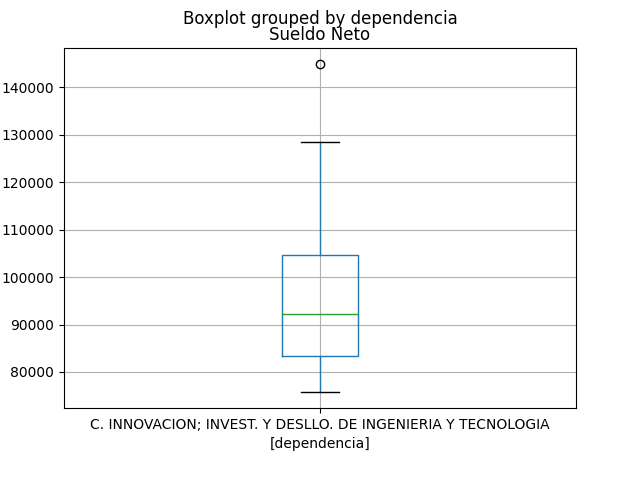 Boxplot grouped by dependencia
Sueldo Neto
140000
130000
120000
110000
100000
90000
80000
C. INNOVACION; INVEST. Y DESLLO. DE INGENIERIA Y TECNOLOGIA
[dependencia]